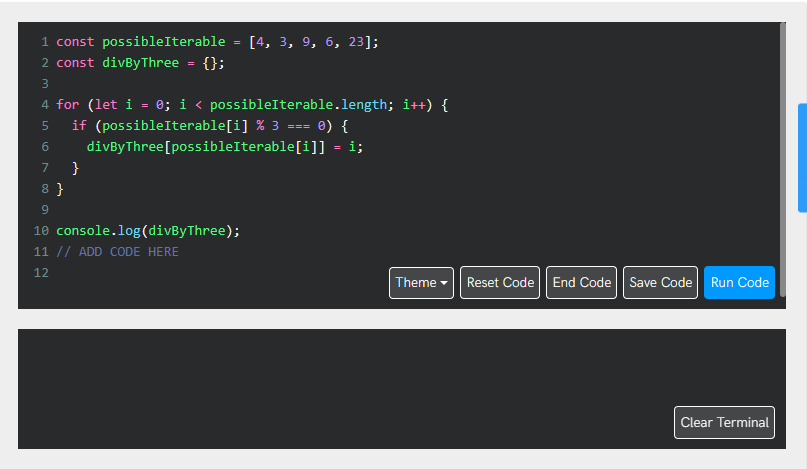 1 const possibleIterable = [4, 3, 9, 6, 23];
2 const divByThree = {};
3
4 for (let i = 0; i < possibleIterable.length; i++) {
5   if (possibleIterable[i] % 3 === 0) {
6     divByThree[possibleIterable[i]] = i;
7   }
8 }
9
10 console.log(divByThree);
11 // ADD CODE HERE
12
Theme Reset Code End Code Save Code Run Code
Clear Terminal